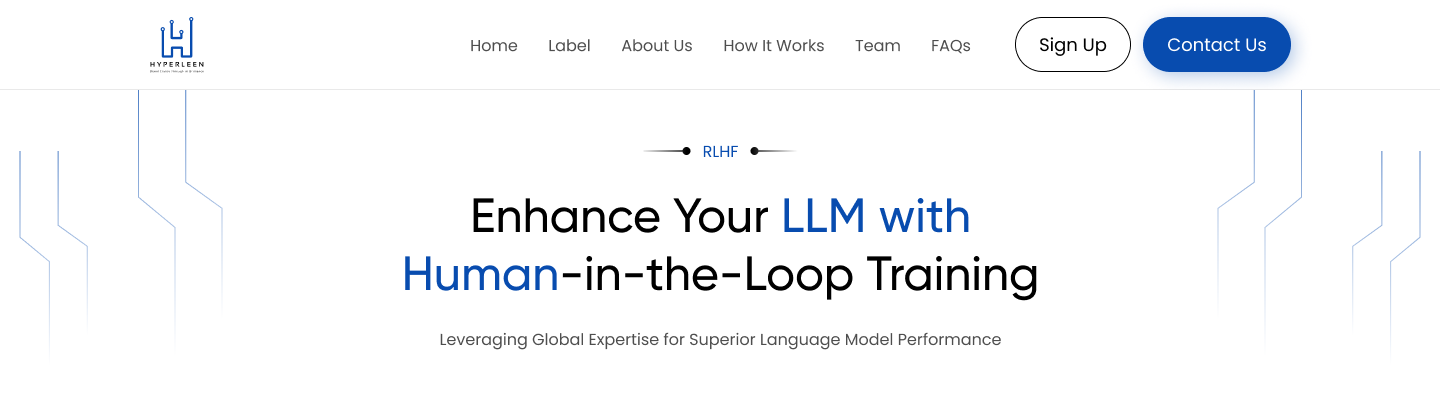 HYPERLEEN
Home
Label
About Us
How It Works
Team
FAQs
Sign Up
Contact Us
RLHF
Enhance Your LLM with
Human-in-the-Loop Training
Leveraging Global Expertise for Superior Language Model Performance